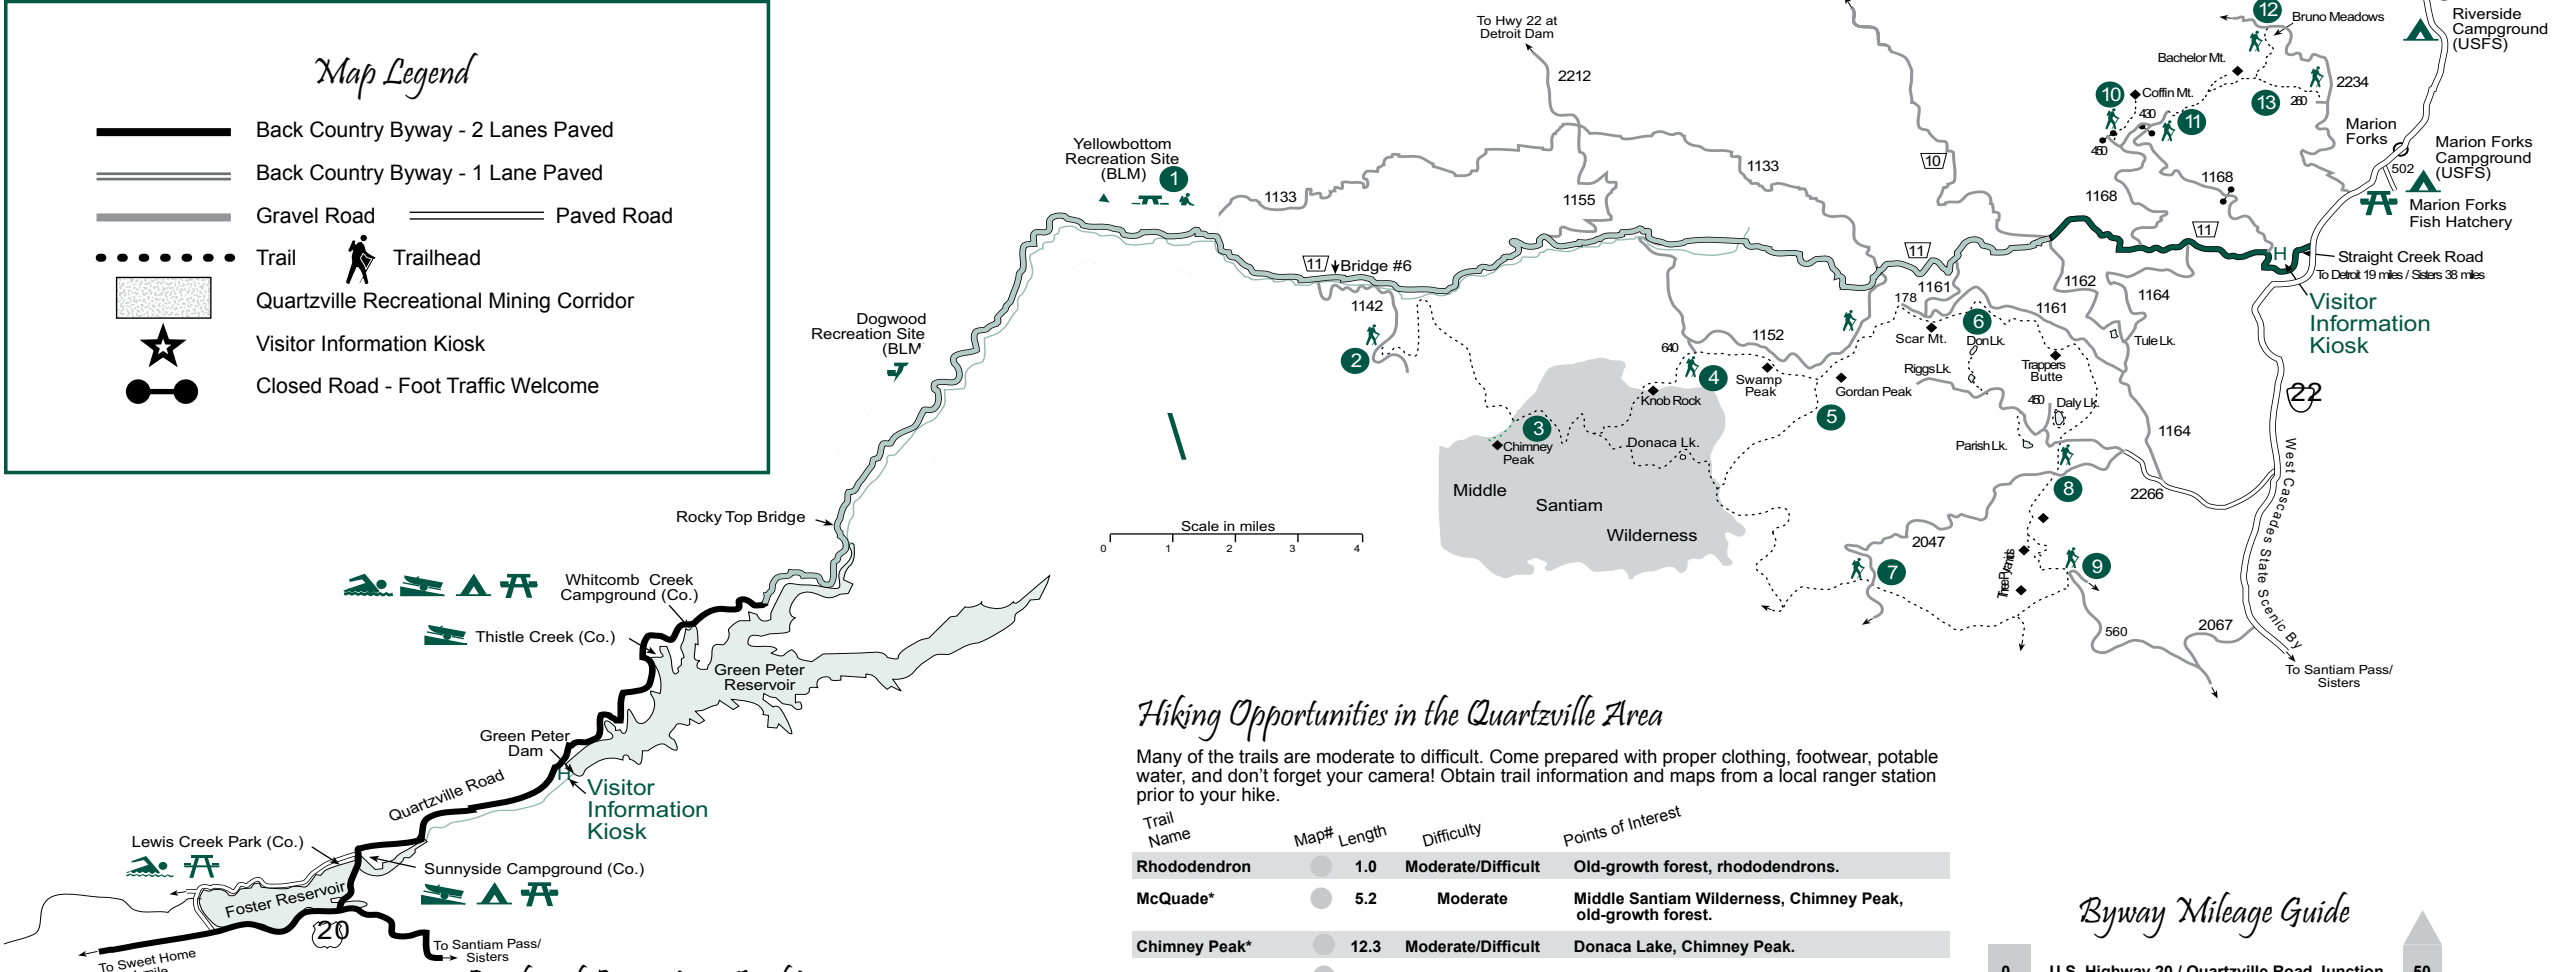 Map Legend
Back Country Byway - 2 Lanes Paved
Back Country Byway - 1 Lane Paved
Gravel Road
Paved Road
Trail
Trailhead
Quartzville Recreational Mining Corridor
Visitor Information Kiosk
Closed Road - Foot Traffic Welcome
To Hwy 22 at
Detroit Dam
2212
Yellowbottom
Recreation Site
(BLM)
1
1133
1155
1133
10
11
Bridge #6
1142
2
Dogwood
Recreation Site
(BLM
Rocky Top Bridge
Whitcomb Creek
Campground (Co.)
Thistle Creek (Co.)
Green Peter
Reservoir
Green Peter
Dam
H
Visitor
Information
Kiosk
Quartzville Road
Lewis Creek Park (Co.)
Sunnyside Campground (Co.)
Foster Reservoir
20
To Sweet Home
To Santiam Pass/
Sisters
Scale in miles
0 1 2 3 4
12
Bruno Meadows
Bachelor Mt.
10
Coffin Mt.
430
11
13
260
2234
450
1168
1168
11
Riverside
Campground
(USFS)
Marion
Forks
502
Marion Forks
Campground
(USFS)
Marion Forks
Fish Hatchery
H
Straight Creek Road
To Detroit 19 miles / Sisters 38 miles
Visitor
Information
Kiosk
11
178
1161
1162
1164
1161
6
Scar Mt.
Don Lk.
Tule Lk.
Trappers
Butte
Riggs Lk.
450
Daly Lk.
Parish Lk.
1164
8
2266
22
West Cascades State Scenic By
1152
640
4
Swamp
Peak
Gordan Peak
5
Knob Rock
3
Chimney
Peak
Donaca Lk.
Middle
Santiam
Wilderness
2047
7
9
560
2067
To Santiam Pass/
Sisters
Hiking Opportunities in the Quartzville Area
Many of the trails are moderate to difficult. Come prepared with proper clothing, footwear, potable
water, and don't forget your camera! Obtain trail information and maps from a local ranger station
prior to your hike.
Trail
Name
Map# Length Difficulty Points of Interest
Rhododendron 1.0 Moderate/Difficult Old-growth forest, rhododendrons.
McQuade* 5.2 Moderate Middle Santiam Wilderness, Chimney Peak,
old-growth forest.
Chimney Peak* 12.3 Moderate/Difficult Donaca Lake, Chimney Peak.
Byway Mileage Guide
0 U.S. Highway 20 / Quartzville Road Junction 50